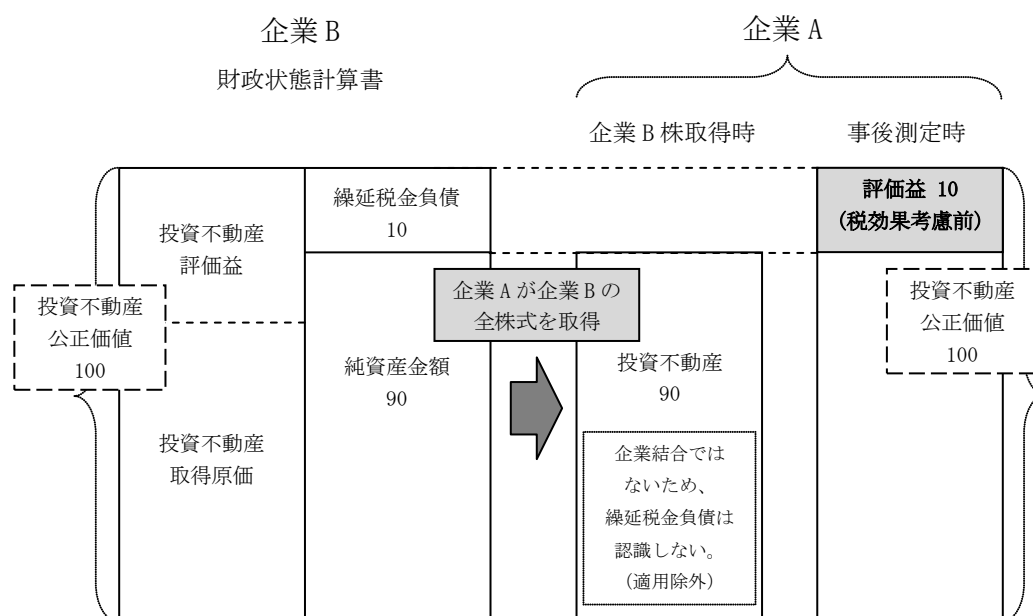 企業 B
財政状態計算書
企業 A
企業 B 株取得時
事後測定時
投資不動産
評価益
投資不動産
公正価値
100
投資不動産
取得原価
繰延税金負債
10
純資産金額
90
企業 A が企業 B の
全株式を取得
投資不動産
90
企業結合では
ないため、
繰延税金負債は
認識しない。
（適用除外）
評価益 10
(税効果考慮前)
投資不動産
公正価値
100